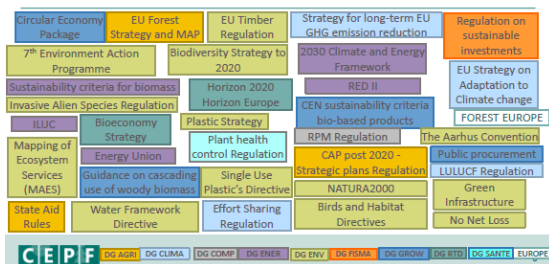 Circular Economy
Package
EU Forest
Strategy and MAP
EU Timber
Regulation
Strategy for long-term EU
GHG emission reduction
Regulation on
sustainable
investments
7th Environment Action
Programme
Biodiversity Strategy to
2020
2030 Climate and Energy
Framework
EU Strategy on
Adaptation to
Climate change
Sustainability criteria for biomass
Horizon 2020
Horizon Europe
RED II
Invasive Alien Species Regulation
CEN sustainability criteria
bio-based products
FOREST EUROPE
ILUC
Bioeconomy
Strategy
Plastic Strategy
RPM Regulation
The Aarhus Convention
Mapping of
Ecosystem
Services
(MAES)
Energy Union
Plant health
control Regulation
CAP post 2020 -
Strategic plans Regulation
Public procurement
LULUCF Regulation
Guidance on cascading
use of woody biomass
Single Use
Plastic's Directive
NATURA2000
Green
Infrastructure
State Aid
Rules
Water Framework
Directive
Effort Sharing
Regulation
Birds and Habitat
Directives
No Net Loss
CEPF
DG AGRI
DG CLIMA
DG COMP
DG ENER
DG ENV
DG FISMA
DG GROW
DG RTD
DG SANTE
EUROPE